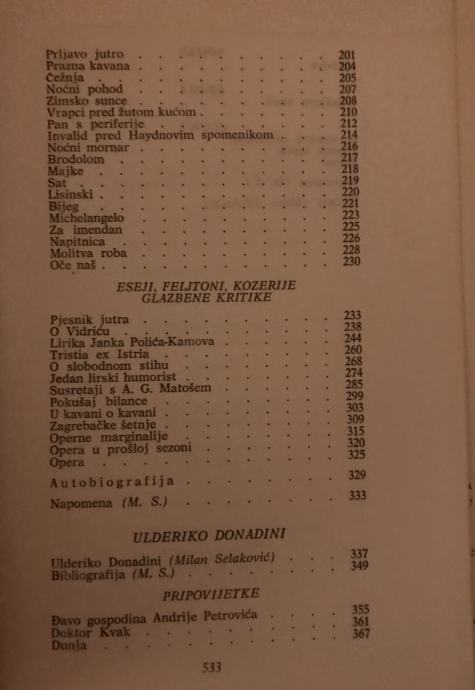 Prljavo jutro . . . . . . . . . . 201
Prazna kavana . . . . . . . . . . 204
Čežnja . . . . . . . . . . . 205
Noćni pohod . . . . . . . . . . 207
Zimsko sunce . . . . . . . . . . 208
Vrapci pred žutom kućom . . . . . . . 210
Pan s periferije . . . . . . . . . 212
Invalid pred Haydnovim spomenikom . . . . 214
Noćni mornar . . . . . . . . . . 216
Brodolom . . . . . . . . . . 217
Majke . . . . . . . . . . . 218
Sat . . . . . . . . . . . . 219
Lisinski . . . . . . . . . . . 220
Bijeg . . . . . . . . . . . 221
Michelangelo . . . . . . . . . . 223
Za imendan . . . . . . . . . . 225
Napitnica . . . . . . . . . . 226
Molitva roba . . . . . . . . . . 228
Oče naš . . . . . . . . . . . 230
ESEJI, FELJTONI, KOZERIJE
GLAZBENE KRITIKE
Pjesnik jutra . . . . . . . . . . 233
O Vidriću . . . . . . . . . . 238
Lirika Janka Polića-Kamova . . . . . . 244
Tristia ex Istria . . . . . . . . . 260
O slobodnom stihu . . . . . . . . 268
Jedan lirski humorist . . . . . . . . 274
Susretaji s A. G. Matošem . . . . . . 285
Pokušaj bilance . . . . . . . . . 299
U kavani o kavani . . . . . . . . 303
Zagrebačke šetnje . . . . . . . . 309
Operne marginalije . . . . . . . . 315
Opera u prošloj sezoni . . . . . . . 320
Opera . . . . . . . . . . . 325
Autobiografija . . . . . . . . 329
Napomena (M. S.) . . . . . . . . 333
ULDERIKO DONADINI
Ulderiko Donadini (Milan Selaković) . . . 337
Bibliografija (M. S.) . . . . . . . . 349
PRIPOVIJETKE
Đavo gospodina Andrije Petrovića . . . . 355
Doktor Kvak . . . . . . . . . . 361
Dunja . . . . . . . . . . . 367
533